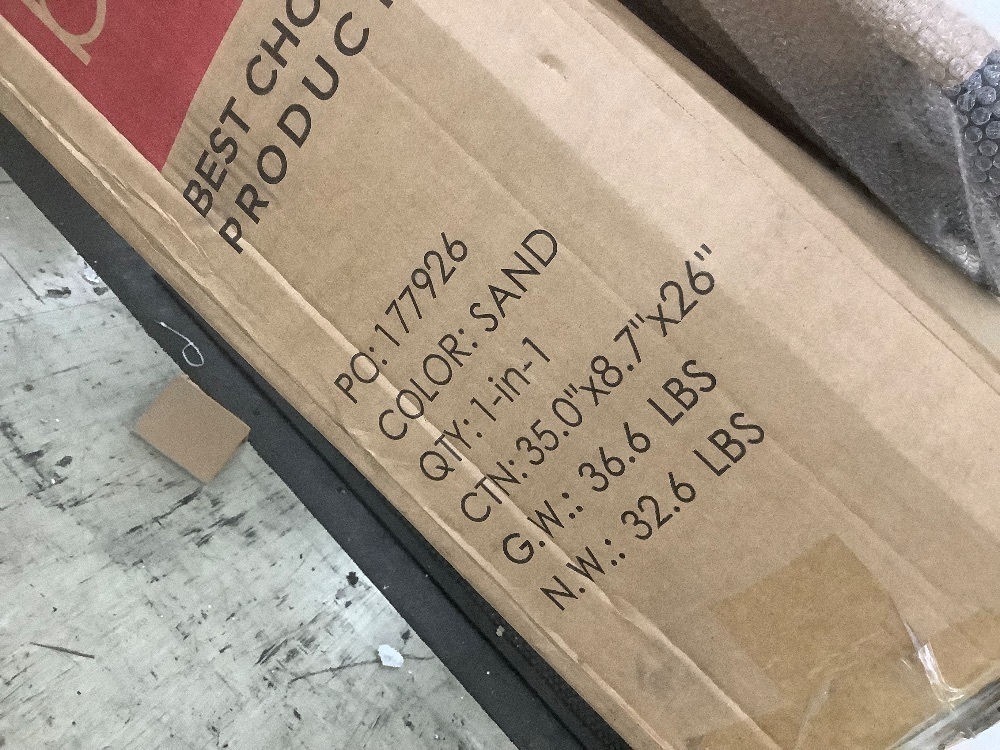 b
BEST
PRODUC
PO: 177926
COLOR: SAND
QTY: 1-in-1
CTN: 35.0"x8.7"x26"
G.W.: 36.6 LBS
N.W.: 32.6 LBS